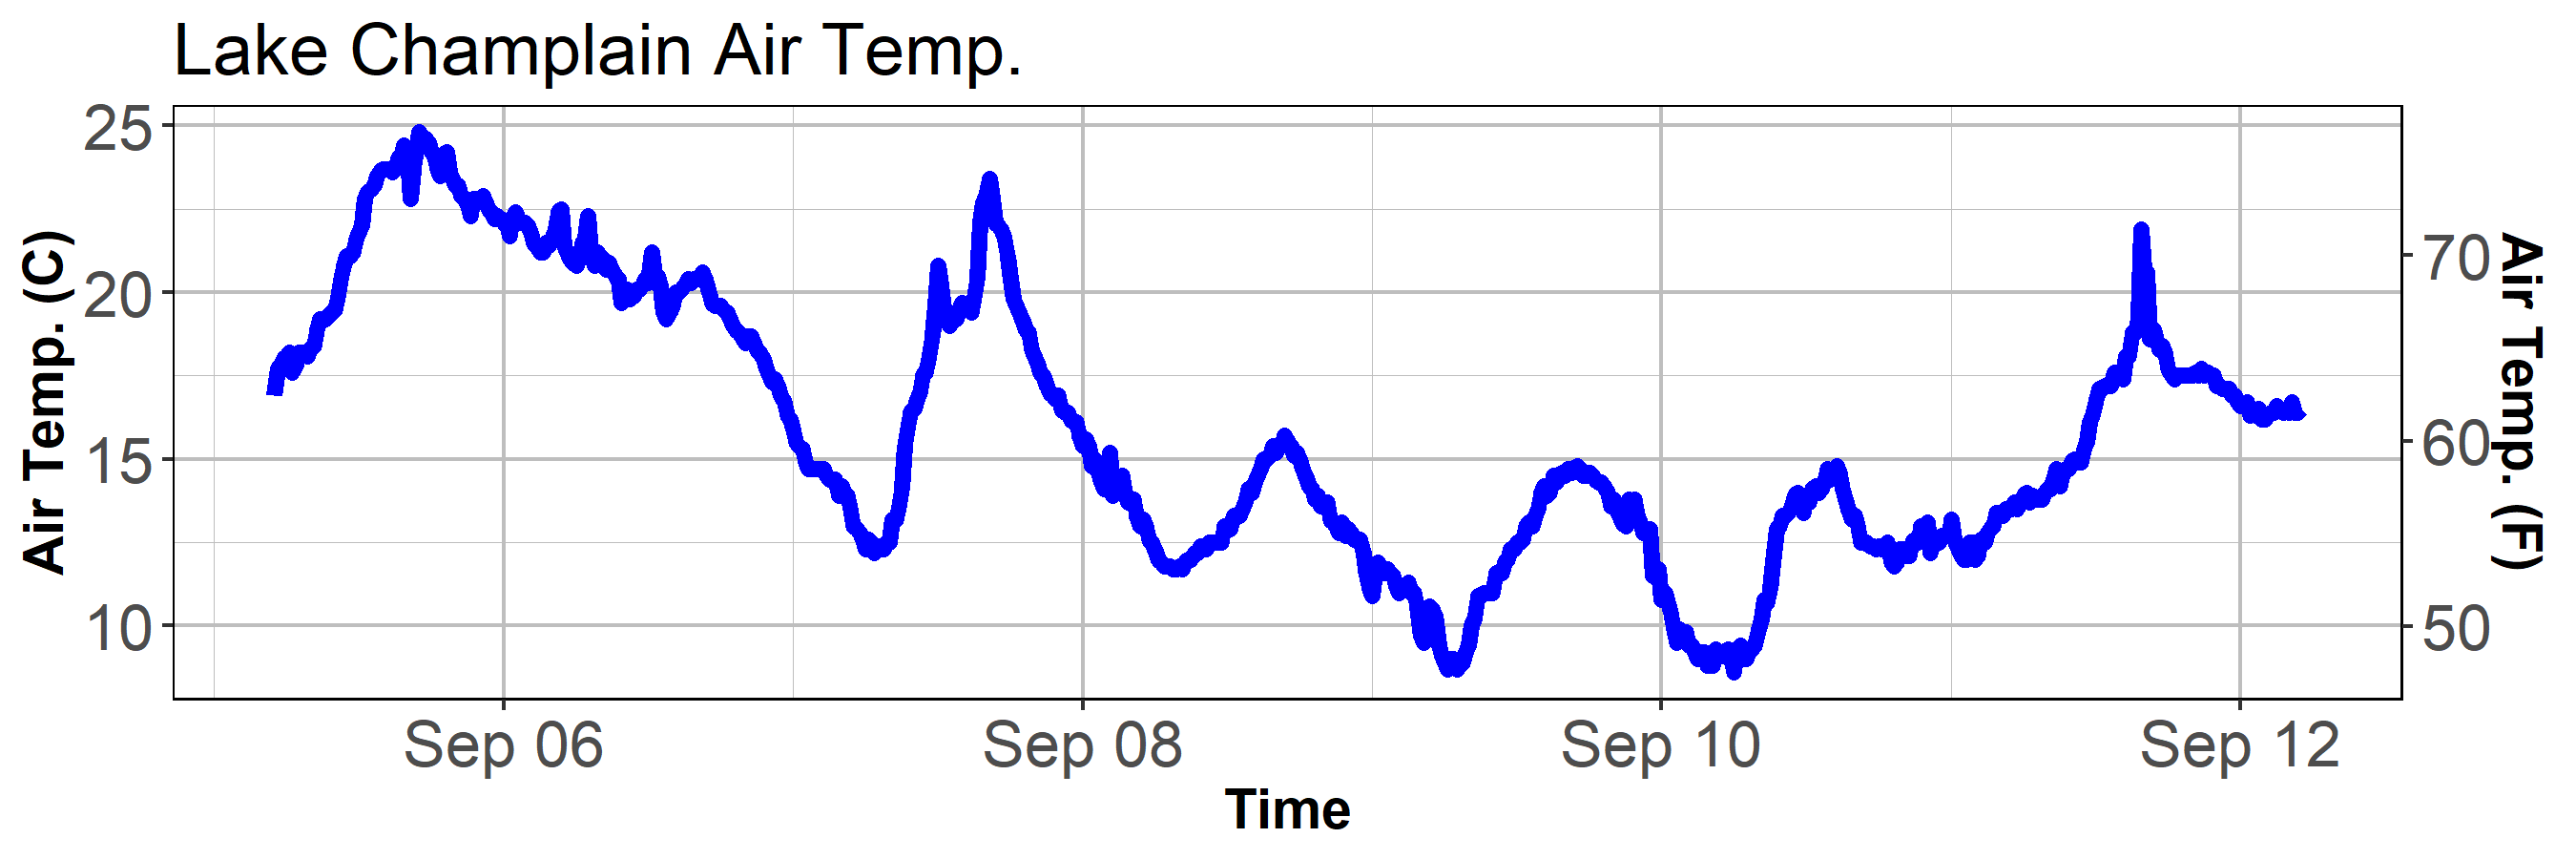 Lake Champlain Air Temp.
25
20
15
10
Air Temp. (C)
70
60
50
Air Temp. (F)
Sep 06
Sep 08
Sep 10
Sep 12
Time